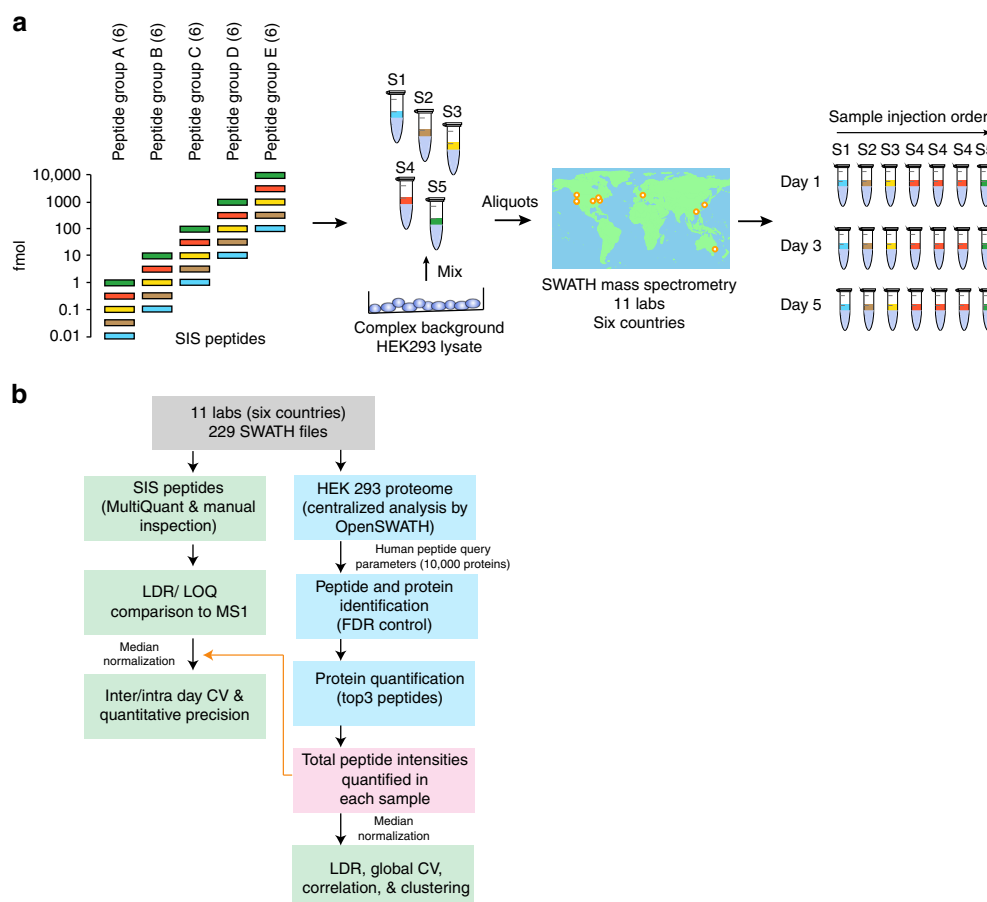 a
Peptide group A (6)
Peptide group B (6)
Peptide group C (6)
Peptide group D (6)
Peptide group E (6)
fmol
10,000
1000
100
10
1
0.1
0.01
SIS peptides
S1
S2
S3
S4
S5
Mix
Complex background
HEK293 lysate
Aliquots
SWATH mass spectrometry
11 labs
Six countries
Sample injection order
S1 S2 S3 S4 S4 S4 S5
Day 1
Day 3
Day 5
b
11 labs (six countries)
229 SWATH files
SIS peptides
(MultiQuant & manual
inspection)
LDR/ LOQ
comparison to MS1
Median
normalization
Inter/intra day CV &
quantitative precision
HEK 293 proteome
(centralized analysis by
OpenSWATH)
Human peptide query
parameters (10,000 proteins)
Peptide and protein
identification
(FDR control)
Protein quantification
(top3 peptides)
Total peptide intensities
quantified in
each sample
Median
normalization
LDR, global CV,
correlation, & clustering